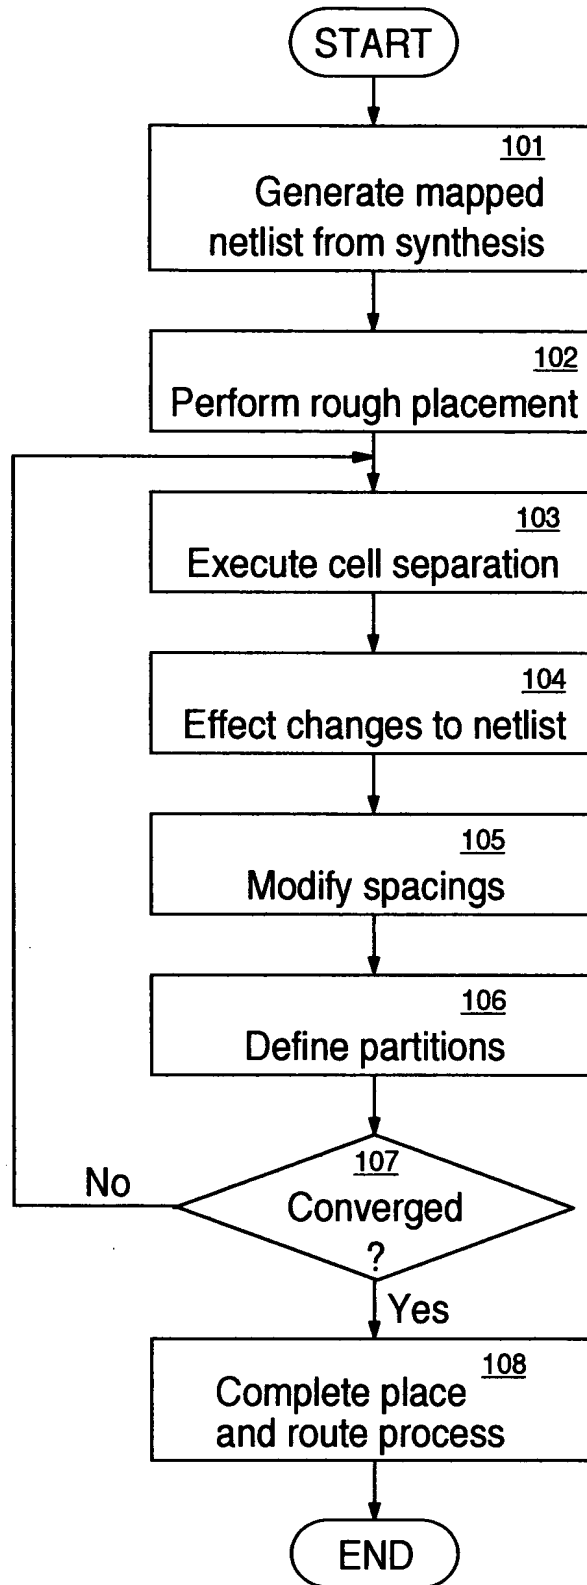 START
101
Generate mapped
netlist from synthesis
102
Perform rough placement
103
Execute cell separation
104
Effect changes to netlist
105
Modify spacings
106
Define partitions
107
Converged
?
No
Yes
108
Complete place
and route process
END